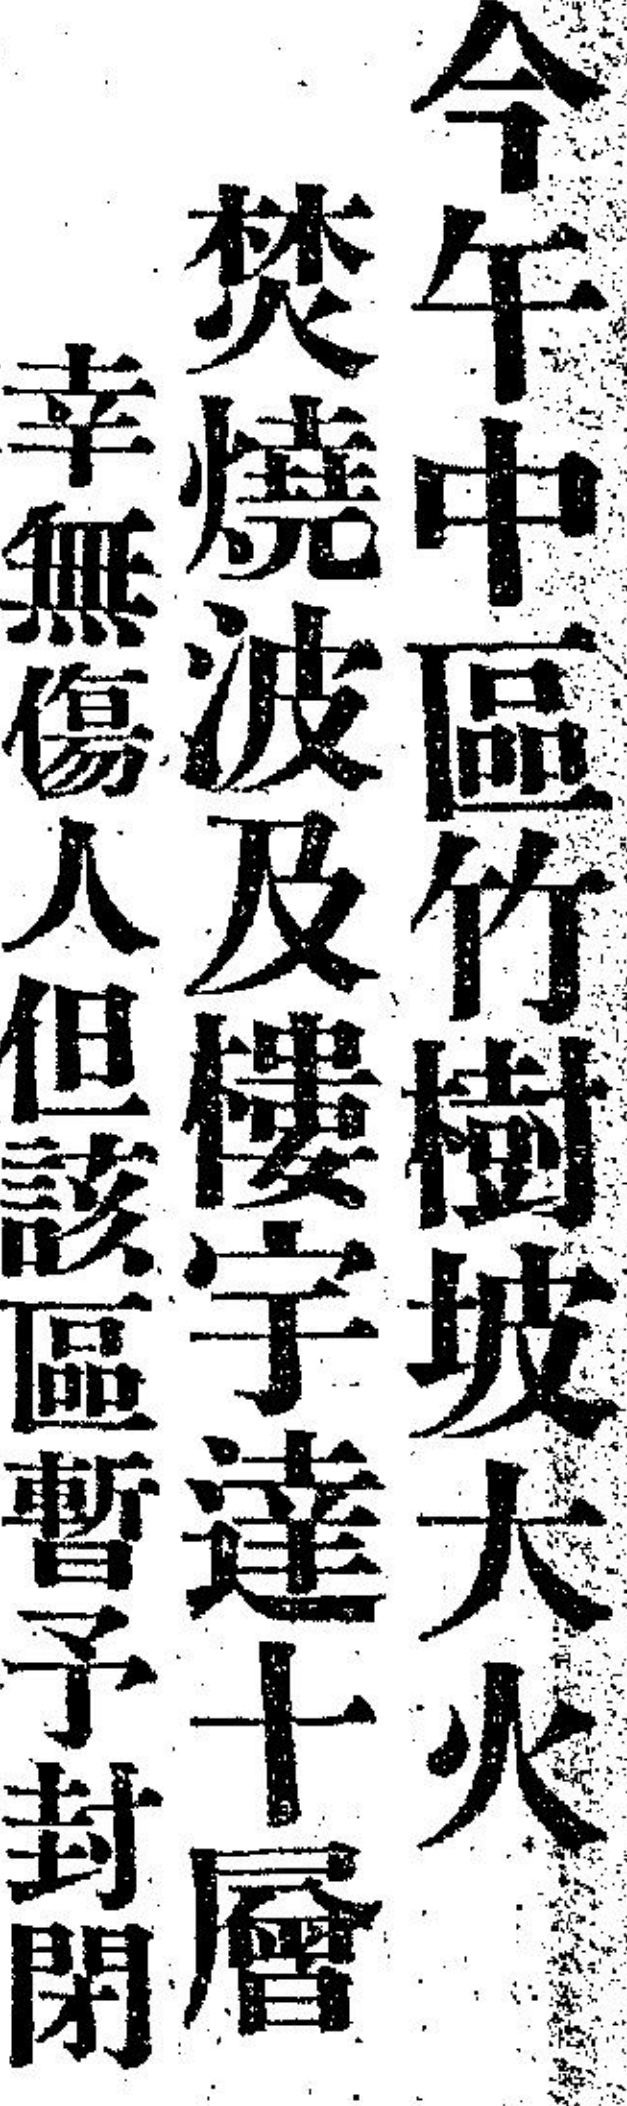 今午中區竹樹坡大火
焚燒波及樓宇達十層
幸無傷人但該區暫予封閉